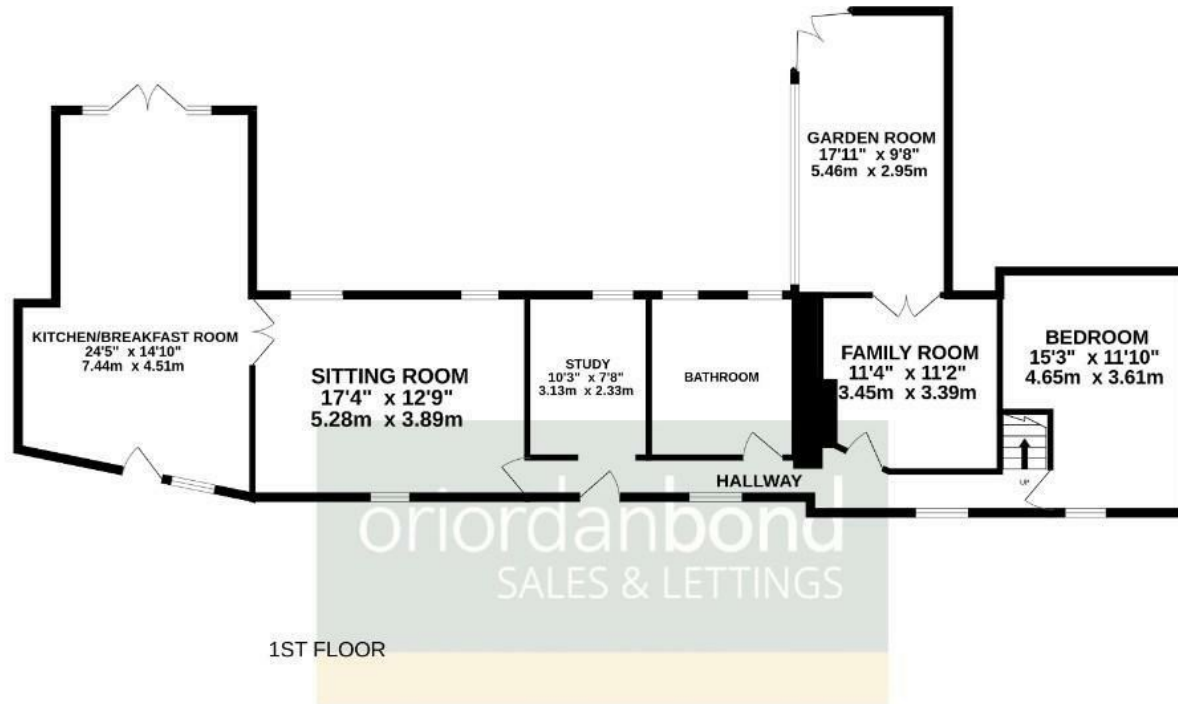 GARDEN ROOM
17'11" x 9'8"
5.46m x 2.95m
KITCHEN/BREAKFAST ROOM
24'5" x 14'10"
7.44m x 4.51m
SITTING ROOM
17'4" x 12'9"
5.28m x 3.89m
STUDY
10'3" x 7'8"
3.13m x 2.33m
BATHROOM
FAMILY ROOM
11'4" x 11'2"
3.45m x 3.39m
BEDROOM
15'3" x 11'10"
4.65m x 3.61m
HALLWAY
UP
oriordanbond
SALES & LETTINGS
1ST FLOOR